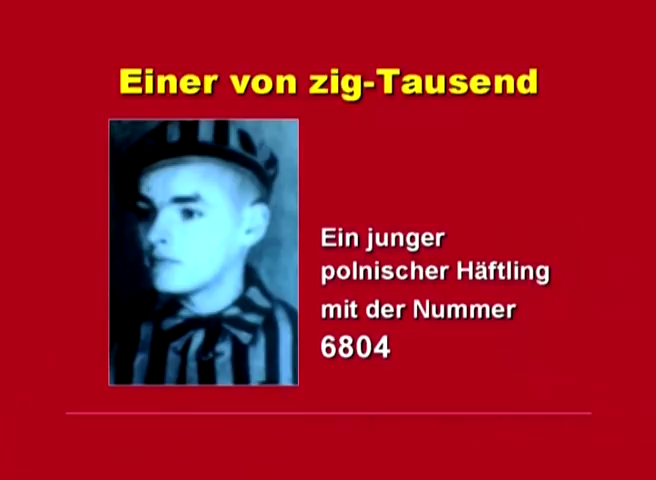 Einer von zig-Tausend
Ein junger
polnischer Häftling
mit der Nummer
6804